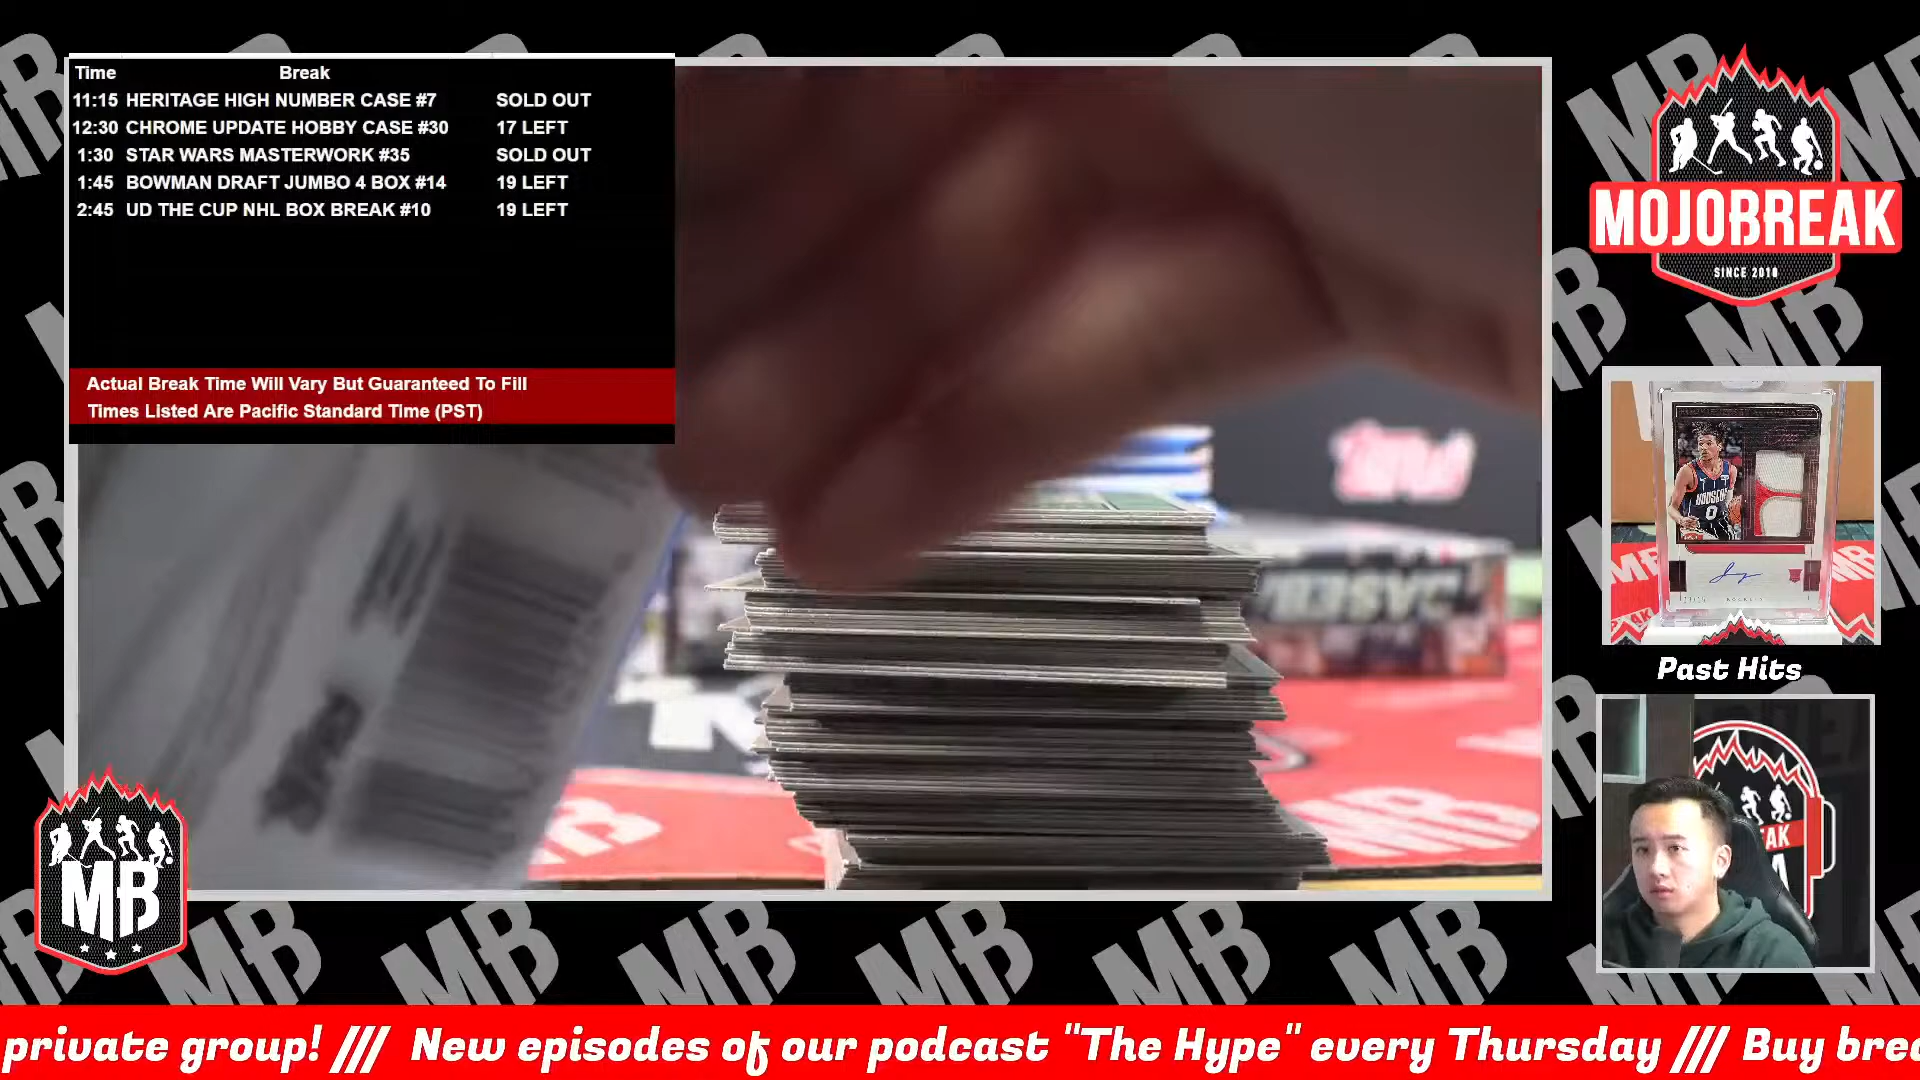 Time Break
11:15 HERITAGE HIGH NUMBER CASE #7 SOLD OUT
12:30 CHROME UPDATE HOBBY CASE #30 17 LEFT
1:30 STAR WARS MASTERWORK #35 SOLD OUT
1:45 BOWMAN DRAFT JUMBO 4 BOX #14 19 LEFT
2:45 UD THE CUP NHL BOX BREAK #10 19 LEFT
Actual Break Time Will Vary But Guaranteed To Fill
Times Listed Are Pacific Standard Time (PST)
MOJOBREAK
SINCE 2010
Past Hits
MB
private group! /// New episodes of our podcast "The Hype" every Thursday /// Buy brea